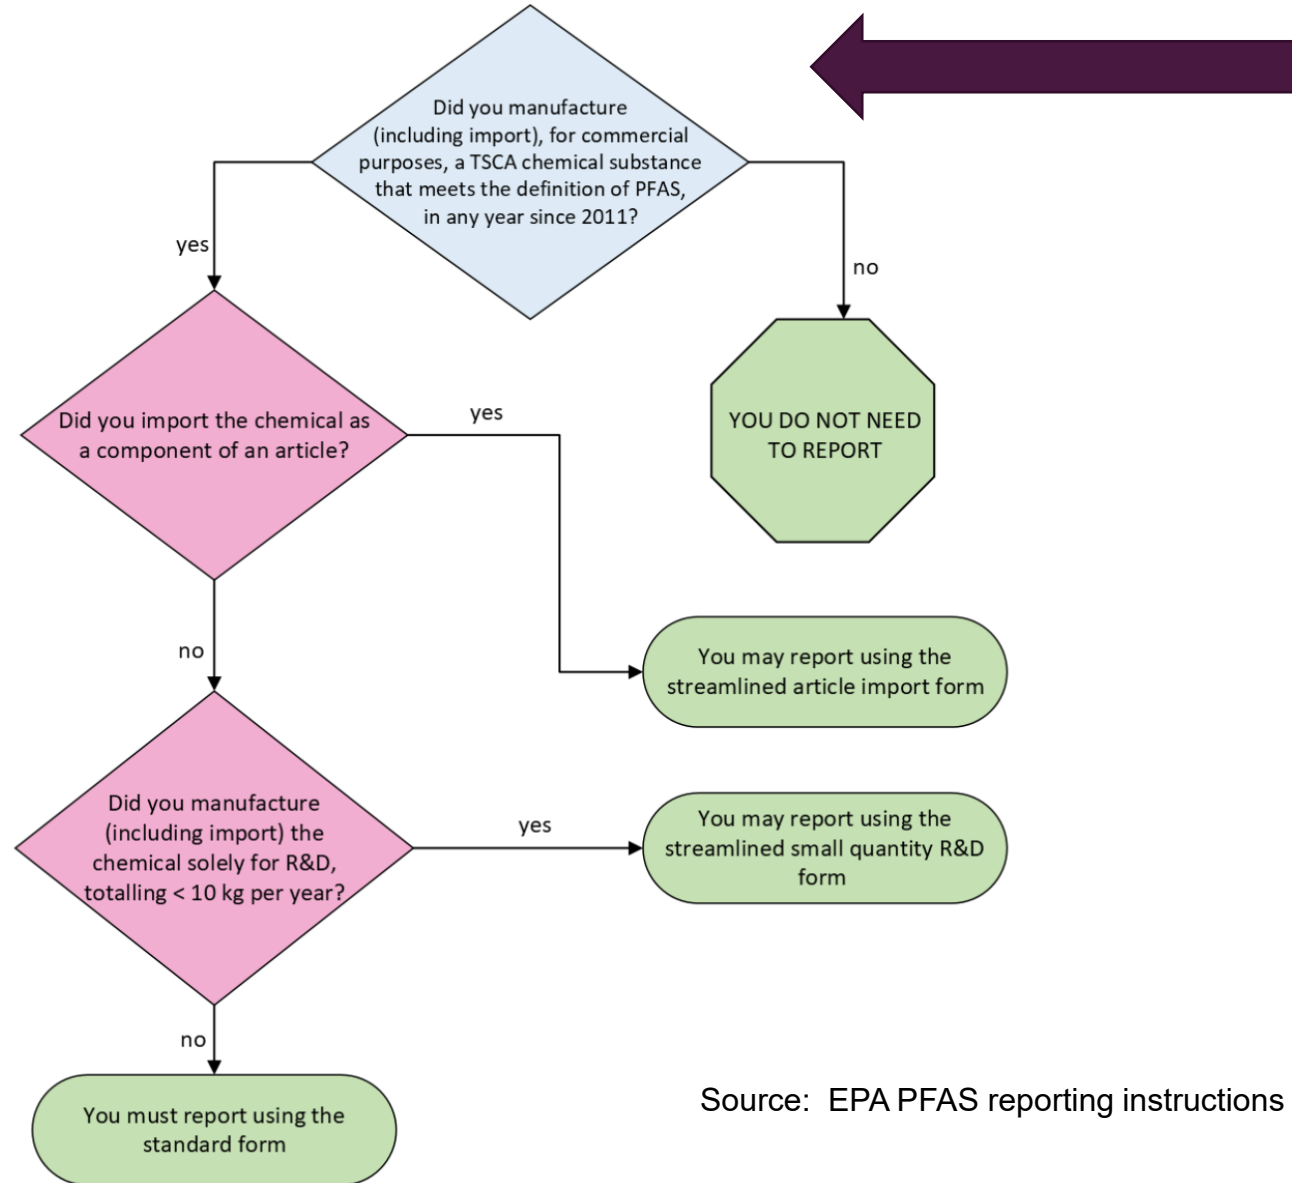 Did you manufacture
(including import), for commercial
purposes, a TSCA chemical substance
that meets the definition of PFAS,
in any year since 2011?
yes
no
Did you import the chemical as
a component of an article?
yes
YOU DO NOT NEED
TO REPORT
no
You may report using the
streamlined article import form
Did you manufacture
(including import) the
chemical solely for R&D,
totalling < 10 kg per year?
yes
You may report using the
streamlined small quantity R&D
form
no
You must report using the
standard form
Source:  EPA PFAS reporting instructions